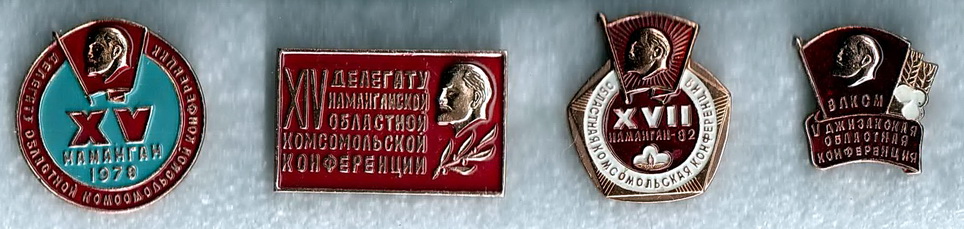 ДЕЛЕГАТУ ОБЛАСТНОЙ КОМСОМОЛЬСКОЙ КОНФЕРЕНЦИИ
XV
НАМАНГАН
1978
XIV
ДЕЛЕГАТУ
НАМАНГАНСКОЙ
ОБЛАСТНОЙ
КОМСОМОЛЬСКОЙ
КОНФЕРЕНЦИИ
ОБЛАСТНАЯ КОМСОМОЛЬСКАЯ КОНФЕРЕНЦИЯ
XVII
НАМАНГАН-82
ВЛКСМ
V ДЖИЗАКСКАЯ
ОБЛАСТНАЯ
КОНФЕРЕНЦИЯ